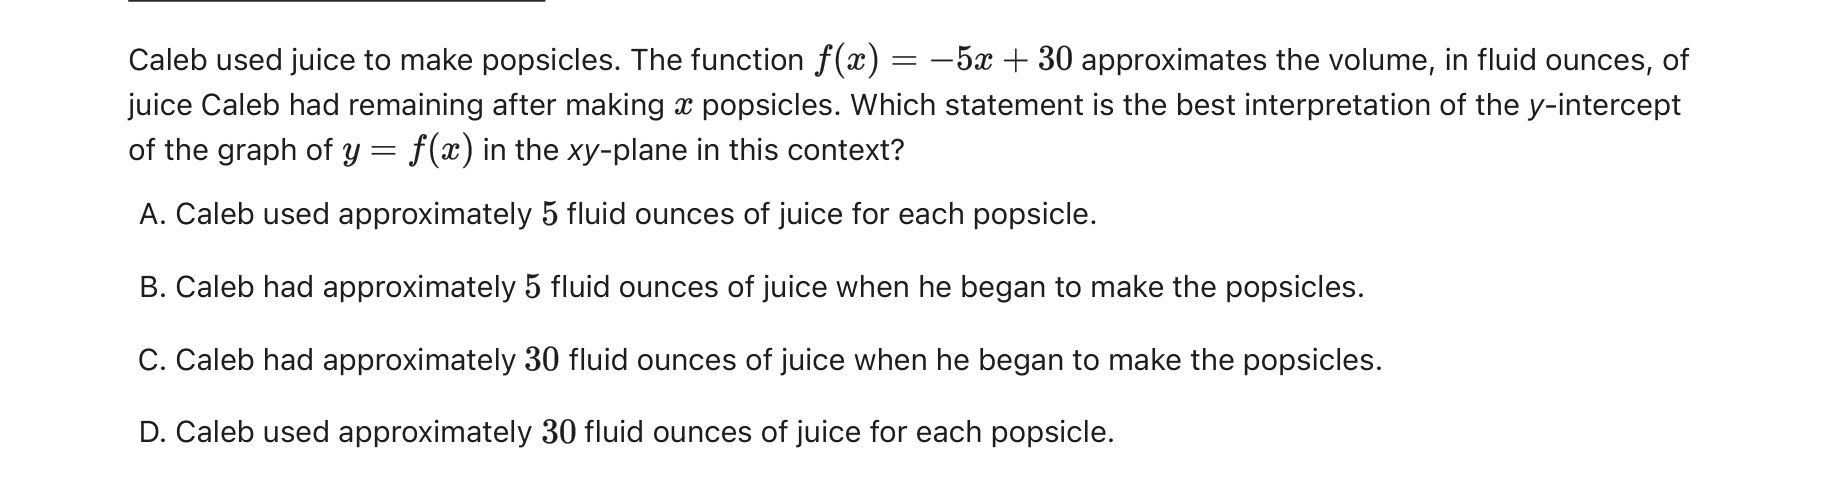 Caleb used juice to make popsicles. The function f(x) = −5x + 30 approximates the volume, in fluid ounces, of
juice Caleb had remaining after making x popsicles. Which statement is the best interpretation of the y-intercept
of the graph of y = f(x) in the xy-plane in this context?
A. Caleb used approximately 5 fluid ounces of juice for each popsicle.
B. Caleb had approximately 5 fluid ounces of juice when he began to make the popsicles.
C. Caleb had approximately 30 fluid ounces of juice when he began to make the popsicles.
D. Caleb used approximately 30 fluid ounces of juice for each popsicle.